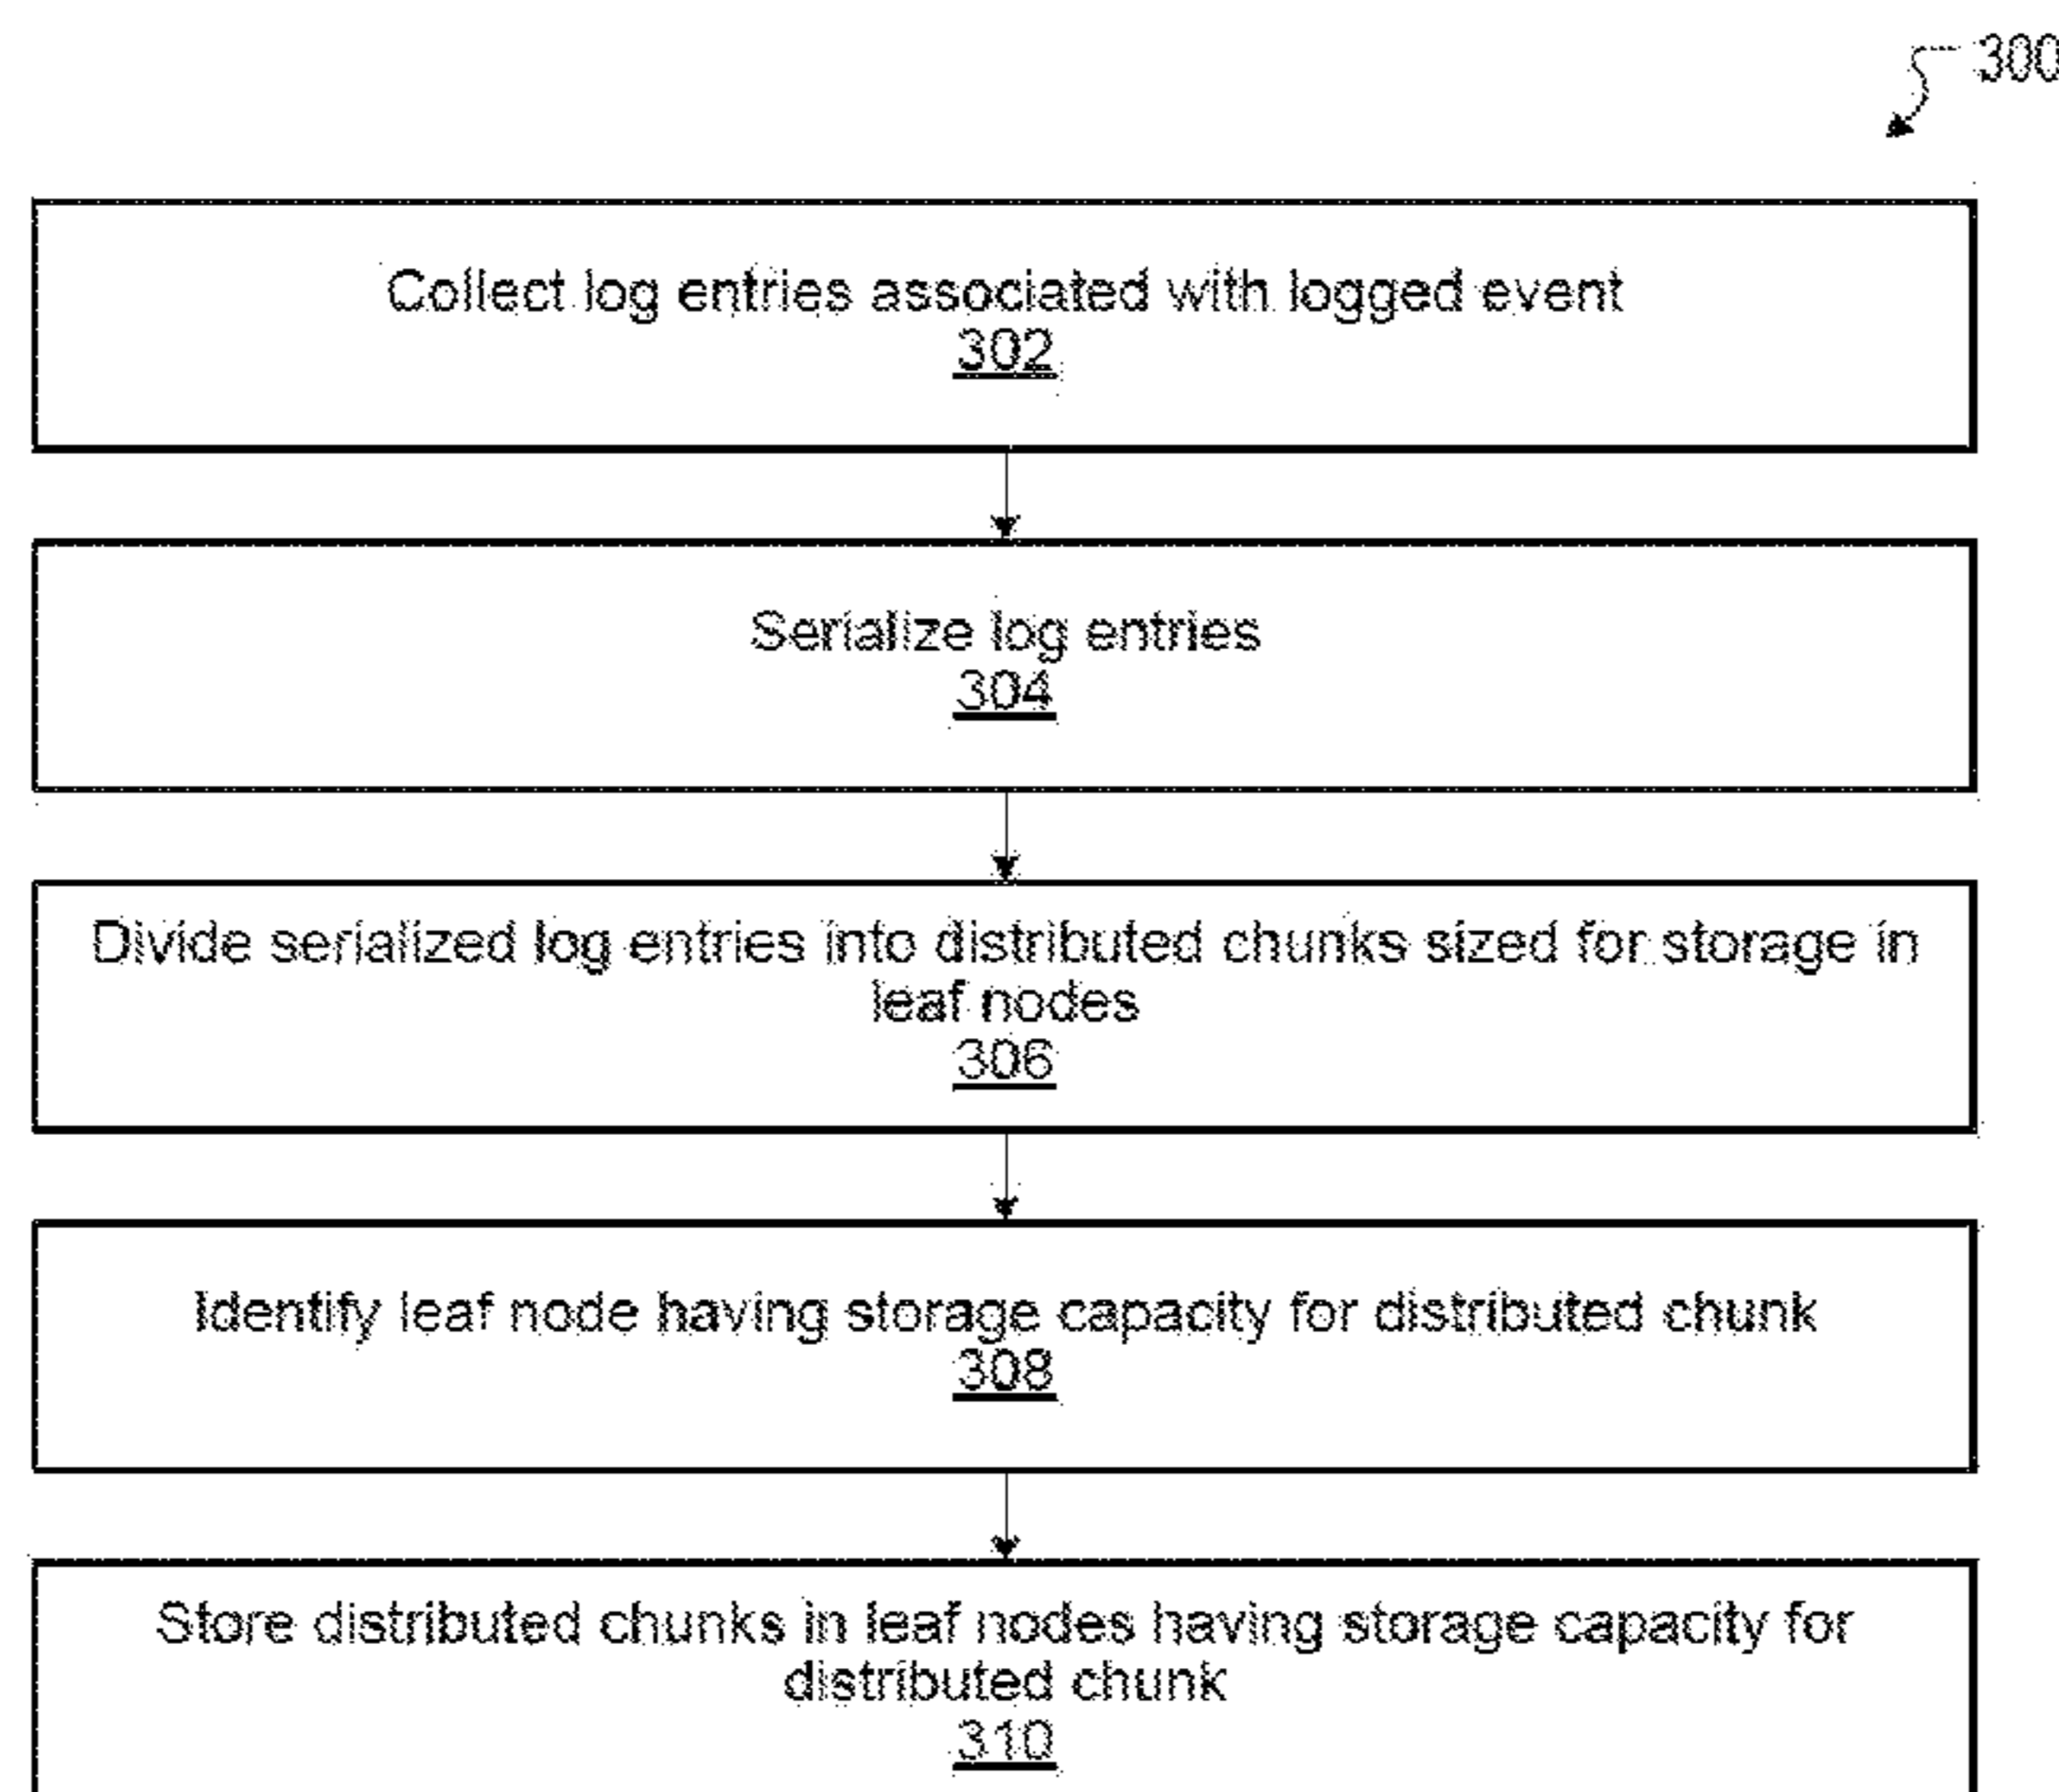 300
Collect log entries associated with logged event
302
Serialize log entries
304
Divide serialized log entries into distributed chunks sized for storage in
leaf nodes
306
Identify leaf node having storage capacity for distributed chunk
308
Store distributed chunks in leaf nodes having storage capacity for
distributed chunk
310